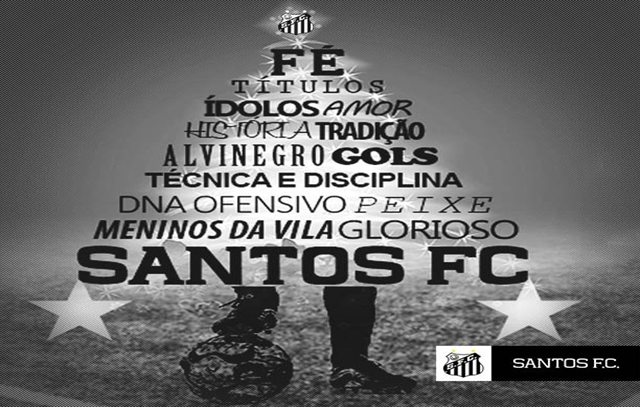 FÉ
TÍTULOS
ÍDOLOS AMOR
HISTÓRIA TRADIÇÃO
ALVINEGRO GOLS
TÉCNICA E DISCIPLINA
DNA OFENSIVO PEIXE
MENINOS DA VILA GLORIOSO
SANTOS FC
SANTOS F.C.